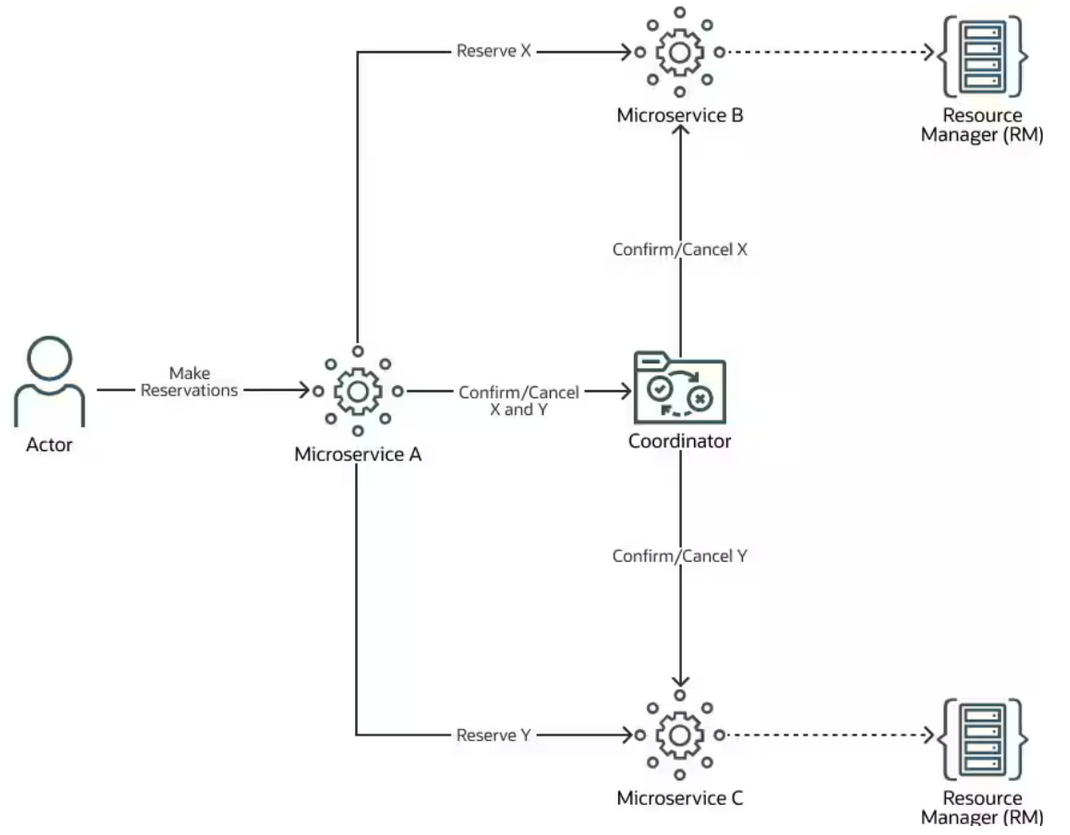 Reserve X
Microservice B
Resource
Manager (RM)
Confirm/Cancel X
Make
Reservations
Actor
Microservice A
Confirm/Cancel
X and Y
Coordinator
Confirm/Cancel Y
Reserve Y
Microservice C
Resource
Manager (RM)